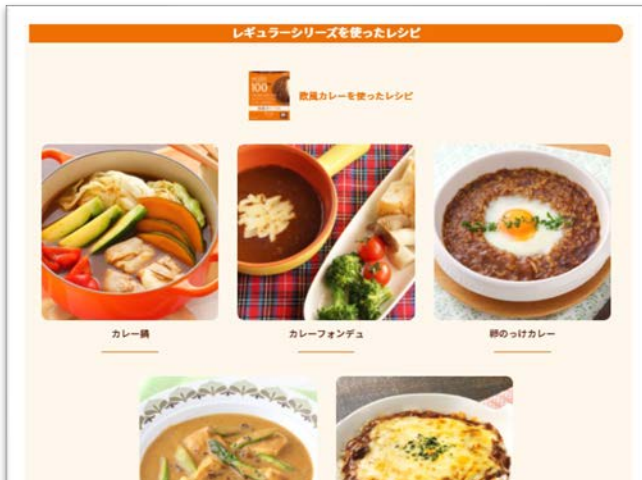 レギュラーシリーズを使ったレシピ
100
欧風カレーを使ったレシピ
カレー鍋
カレーフォンデュ
卵のっけカレー